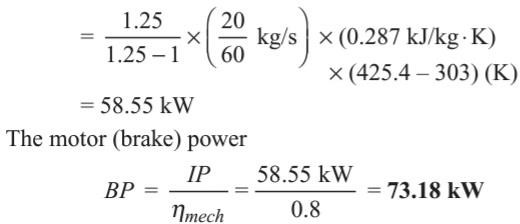 = 1.25 / (1.25 – 1) × (20/60 kg/s) × (0.287 kJ/kg·K)
× (425.4 – 303) (K)
= 58.55 kW
The motor (brake) power
BP = IP / η_mech = 58.55 kW / 0.8 = 73.18 kW